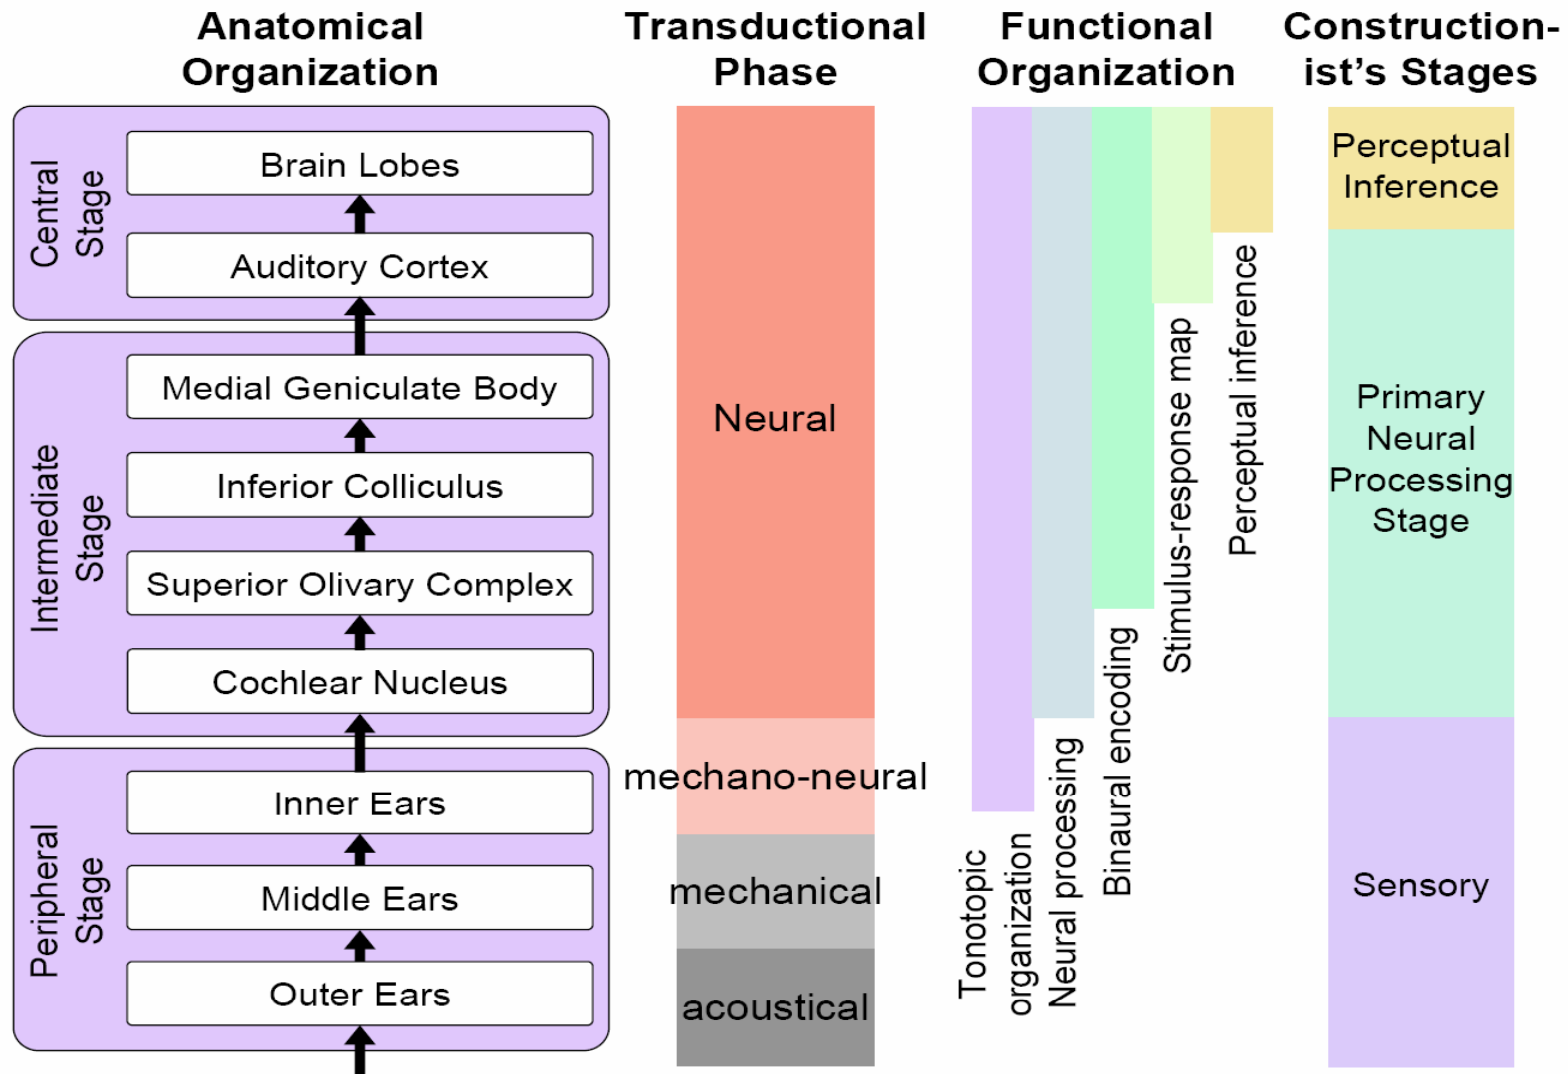 Anatomical
Organization
Transductional
Phase
Functional
Organization
Construction-
ist's Stages
Central
Stage
Brain Lobes
Auditory Cortex
Intermediate
Stage
Medial Geniculate Body
Inferior Colliculus
Superior Olivary Complex
Cochlear Nucleus
Peripheral
Stage
Inner Ears
Middle Ears
Outer Ears
Neural
mechano-neural
mechanical
acoustical
Tonotopic
organization
Neural processing
Binaural encoding
Stimulus-response map
Perceptual inference
Perceptual
Inference
Primary
Neural
Processing
Stage
Sensory